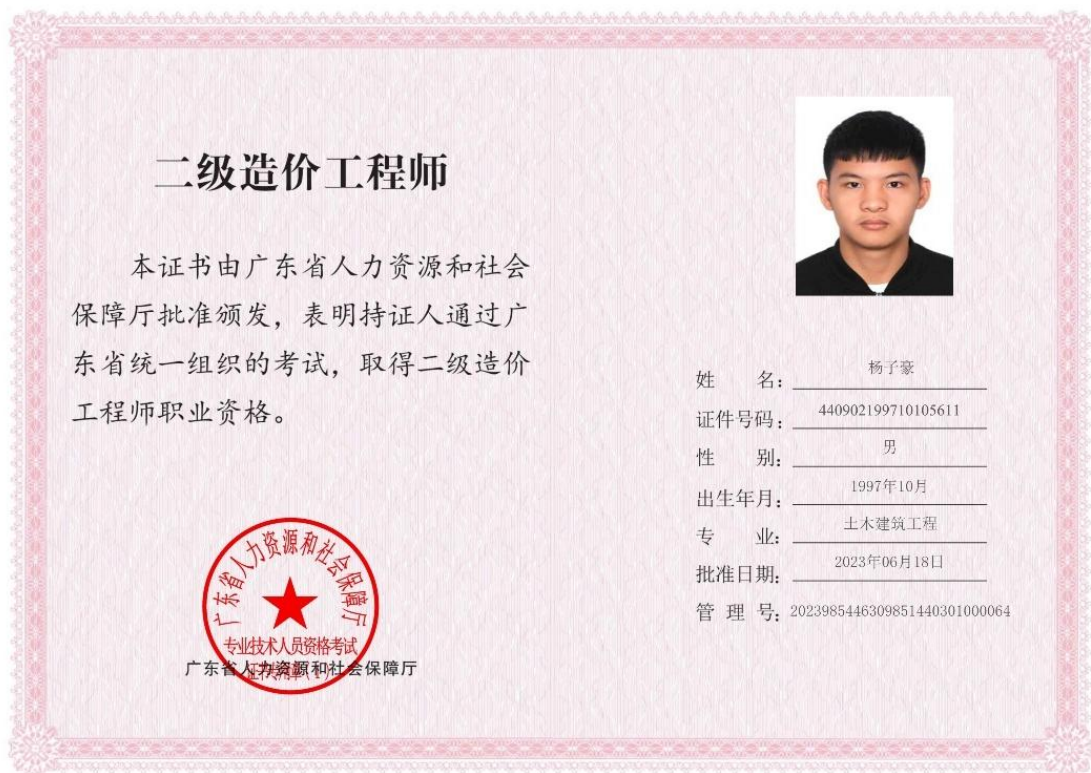 二级造价工程师
本证书由广东省人力资源和社会
保障厅批准颁发，表明持证人通过广
东省统一组织的考试，取得二级造价
工程师职业资格。
广东省人力资源和社会保障厅
专业技术人员资格考试
广东省人力资源和社会保障厅
姓 名：杨子豪
证件号码：440902199710105611
性 别：男
出生年月：1997年10月
专 业：土木建筑工程
批准日期：2023年06月18日
管 理 号：20239854463098514403010000​64